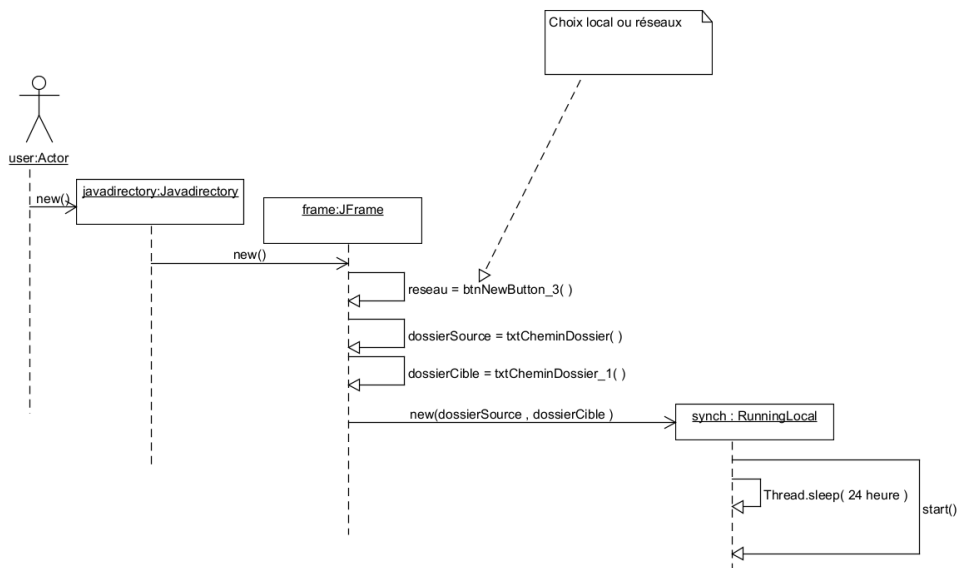 Choix local ou réseaux
user:Actor
new()
javadirectory:Javadirectory
frame:JFrame
new()
reseau = btnNewButton_3( )
dossierSource = txtCheminDossier( )
dossierCible = txtCheminDossier_1( )
new(dossierSource , dossierCible )
synch : RunningLocal
Thread.sleep( 24 heure )
start()